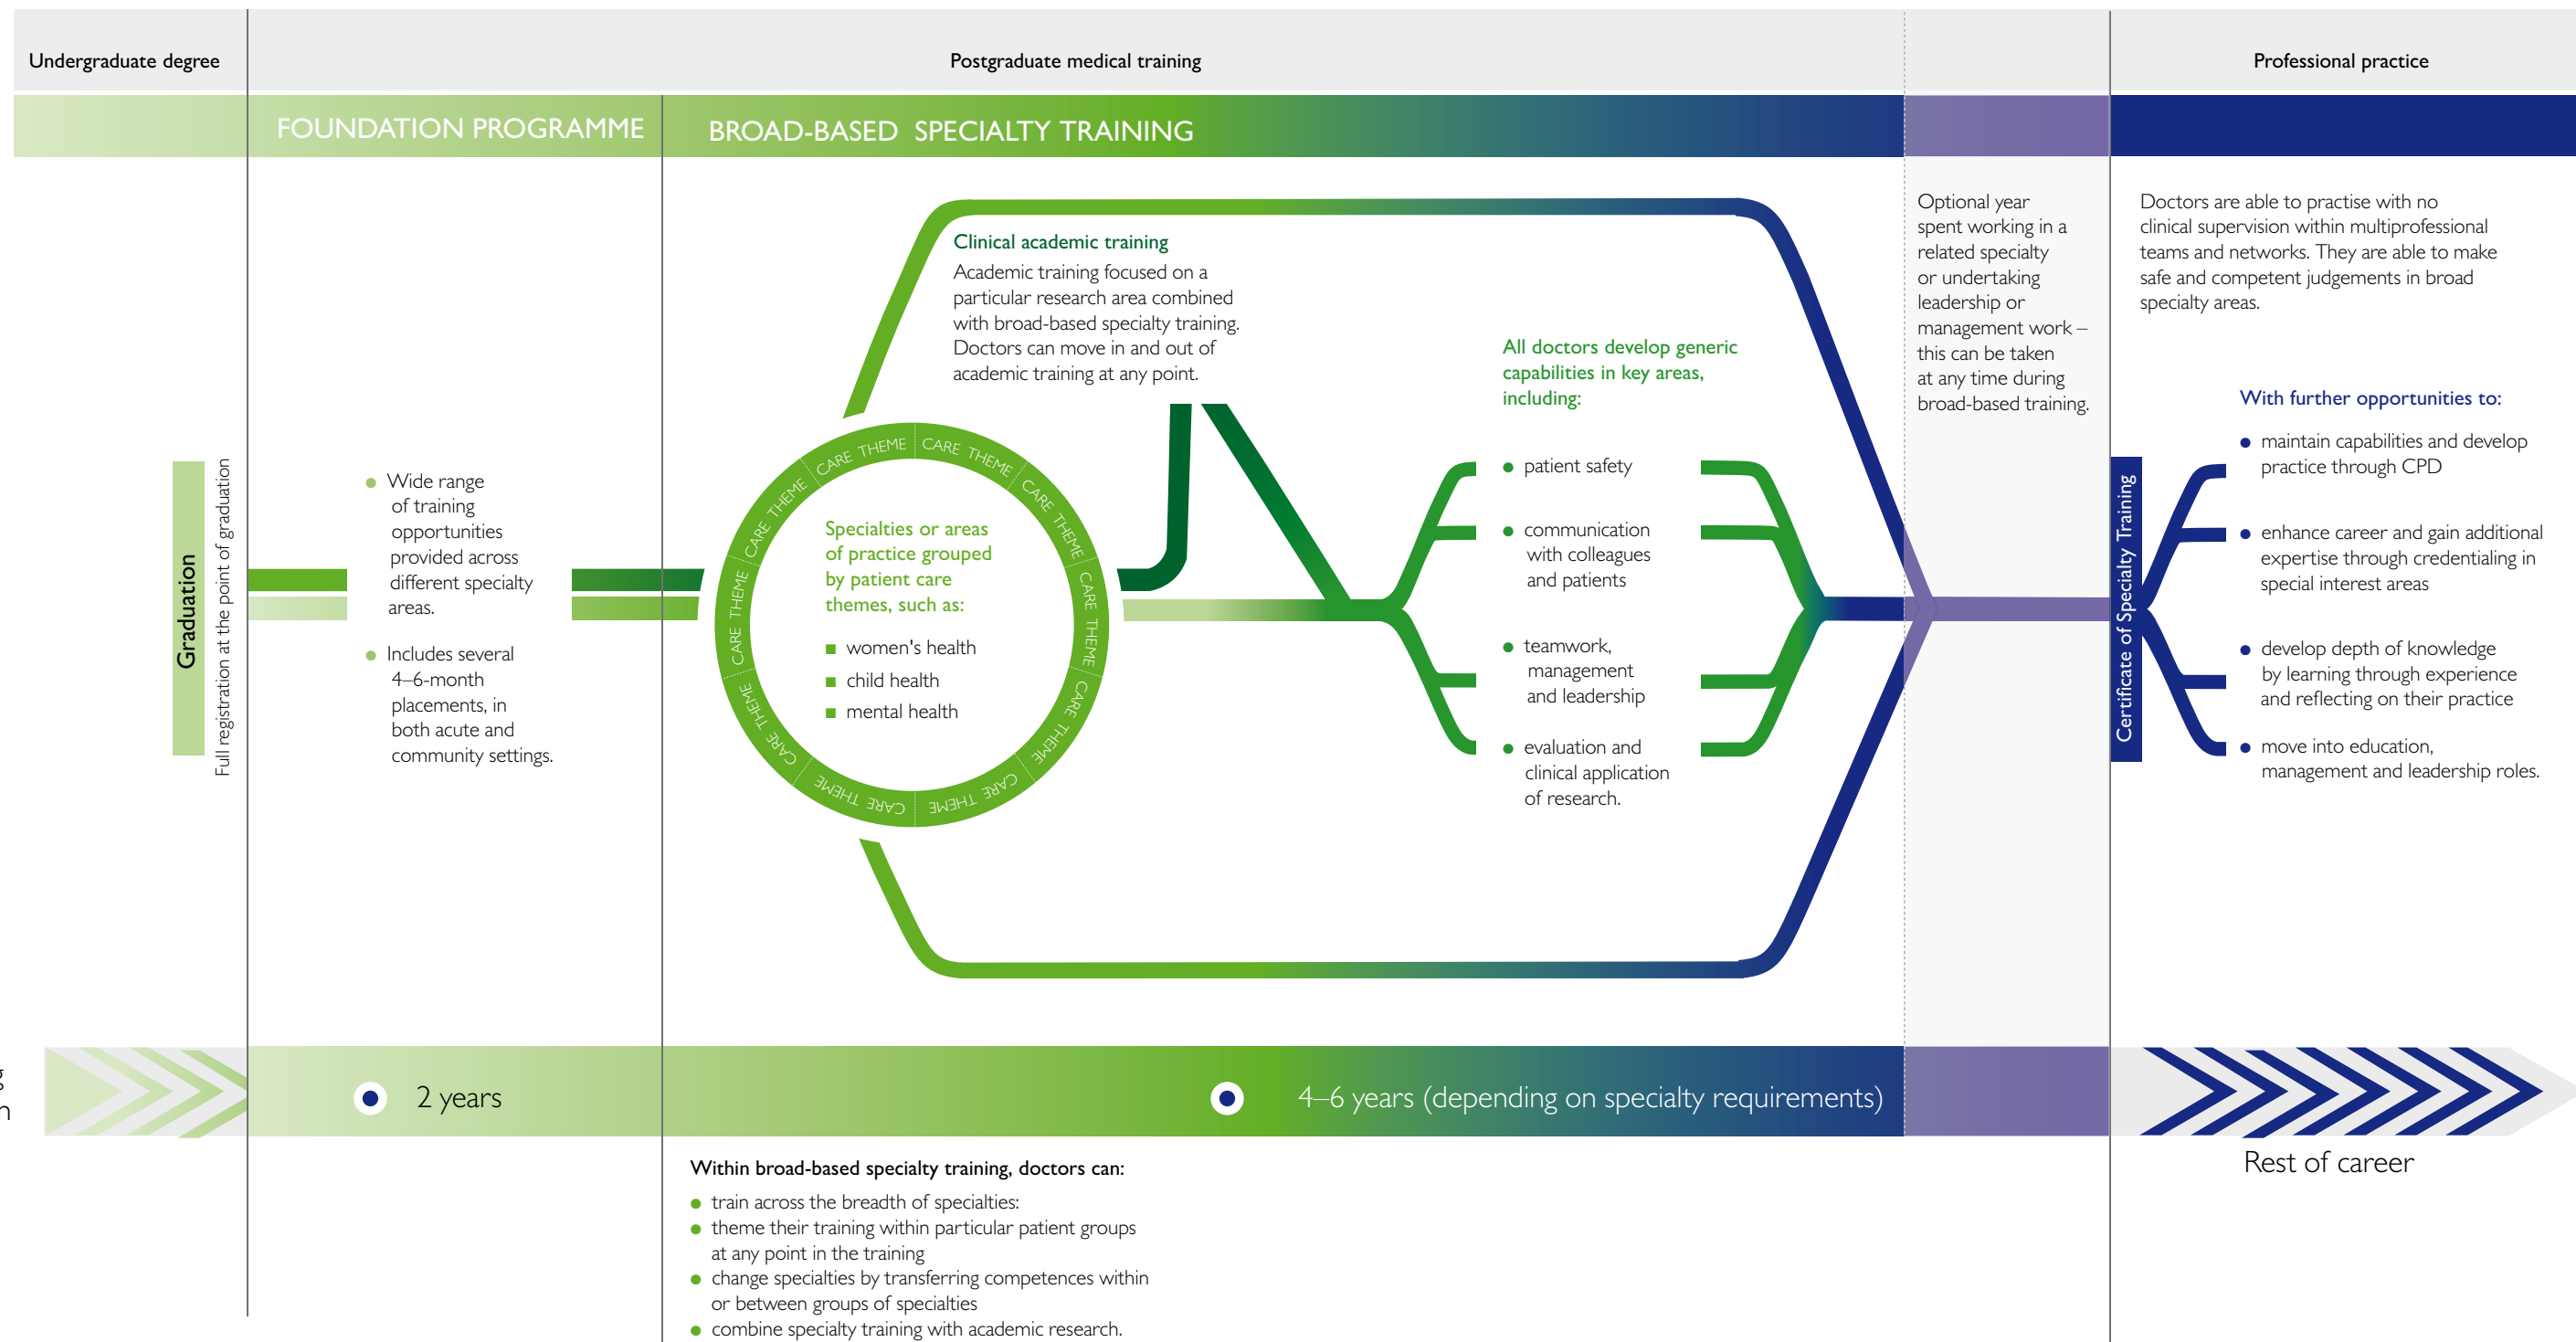 Undergraduate degree
Postgraduate medical training
Professional practice
FOUNDATION PROGRAMME
BROAD-BASED SPECIALTY TRAINING
Graduation
Full registration at the point of graduation
Wide range
of training
opportunities
provided across
different specialty
areas.
Includes several
4–6-month
placements, in
both acute and
community settings.
CARE THEME
CARE THEME
CARE THEME
CARE THEME
CARE THEME
CARE THEME
CARE THEME
CARE THEME
CARE THEME
CARE THEME
Specialties or areas
of practice grouped
by patient care
themes, such as:
women's health
child health
mental health
Clinical academic training
Academic training focused on a
particular research area combined
with broad-based specialty training.
Doctors can move in and out of
academic training at any point.
All doctors develop generic
capabilities in key areas,
including:
patient safety
communication
with colleagues
and patients
teamwork,
management
and leadership
evaluation and
clinical application
of research.
Optional year
spent working in a
related specialty
or undertaking
leadership or
management work –
this can be taken
at any time during
broad-based training.
Certificate of Specialty Training
Doctors are able to practise with no
clinical supervision within multiprofessional
teams and networks. They are able to make
safe and competent judgements in broad
specialty areas.
With further opportunities to:
maintain capabilities and develop
practice through CPD
enhance career and gain additional
expertise through credentialing in
special interest areas
develop depth of knowledge
by learning through experience
and reflecting on their practice
move into education,
management and leadership roles.
2 years
4–6 years (depending on specialty requirements)
Rest of career
Within broad-based specialty training, doctors can:
train across the breadth of specialties:
theme their training within particular patient groups
at any point in the training
change specialties by transferring competences within
or between groups of specialties
combine specialty training with academic research.